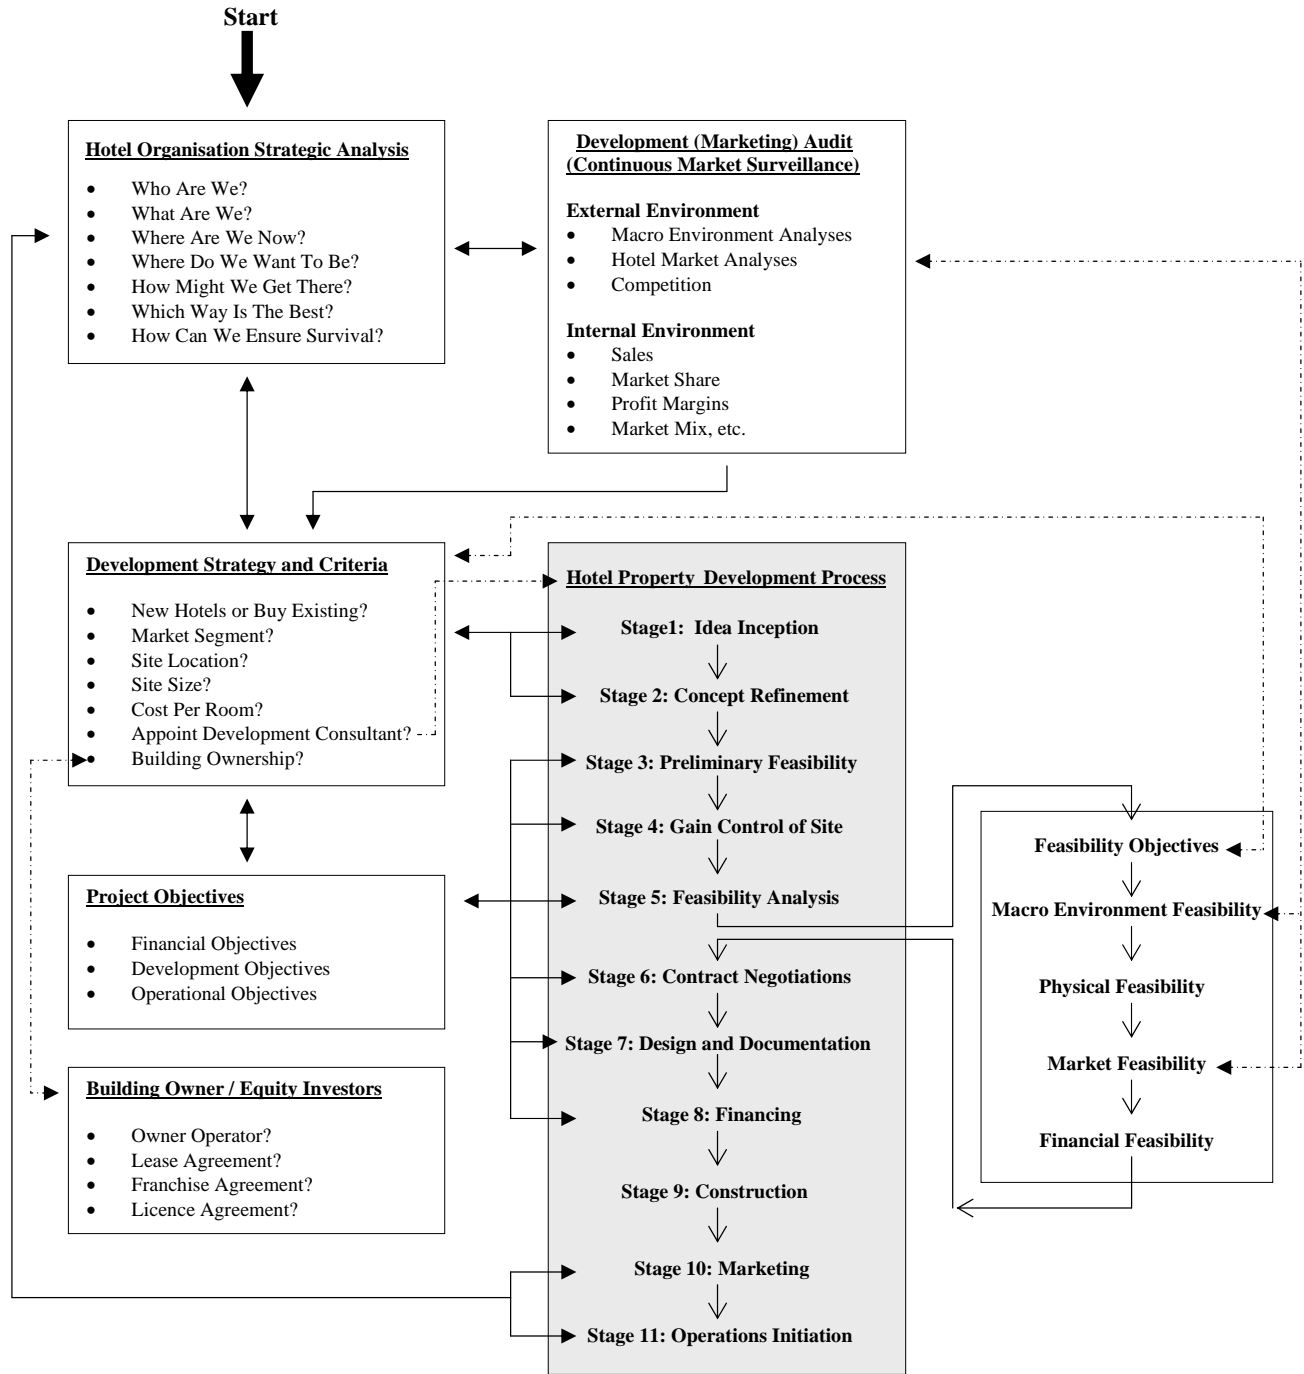 Start
Hotel Organisation Strategic Analysis
• Who Are We?
• What Are We?
• Where Are We Now?
• Where Do We Want To Be?
• How Might We Get There?
• Which Way Is The Best?
• How Can We Ensure Survival?
Development (Marketing) Audit
(Continuous Market Surveillance)
External Environment
• Macro Environment Analyses
• Hotel Market Analyses
• Competition
Internal Environment
• Sales
• Market Share
• Profit Margins
• Market Mix, etc.
Development Strategy and Criteria
• New Hotels or Buy Existing?
• Market Segment?
• Site Location?
• Site Size?
• Cost Per Room?
• Appoint Development Consultant?
• Building Ownership?
Project Objectives
• Financial Objectives
• Development Objectives
• Operational Objectives
Building Owner / Equity Investors
• Owner Operator?
• Lease Agreement?
• Franchise Agreement?
• Licence Agreement?
Hotel Property Development Process
Stage1: Idea Inception
Stage 2: Concept Refinement
Stage 3: Preliminary Feasibility
Stage 4: Gain Control of Site
Stage 5: Feasibility Analysis
Stage 6: Contract Negotiations
Stage 7: Design and Documentation
Stage 8: Financing
Stage 9: Construction
Stage 10: Marketing
Stage 11: Operations Initiation
Feasibility Objectives
Macro Environment Feasibility
Physical Feasibility
Market Feasibility
Financial Feasibility